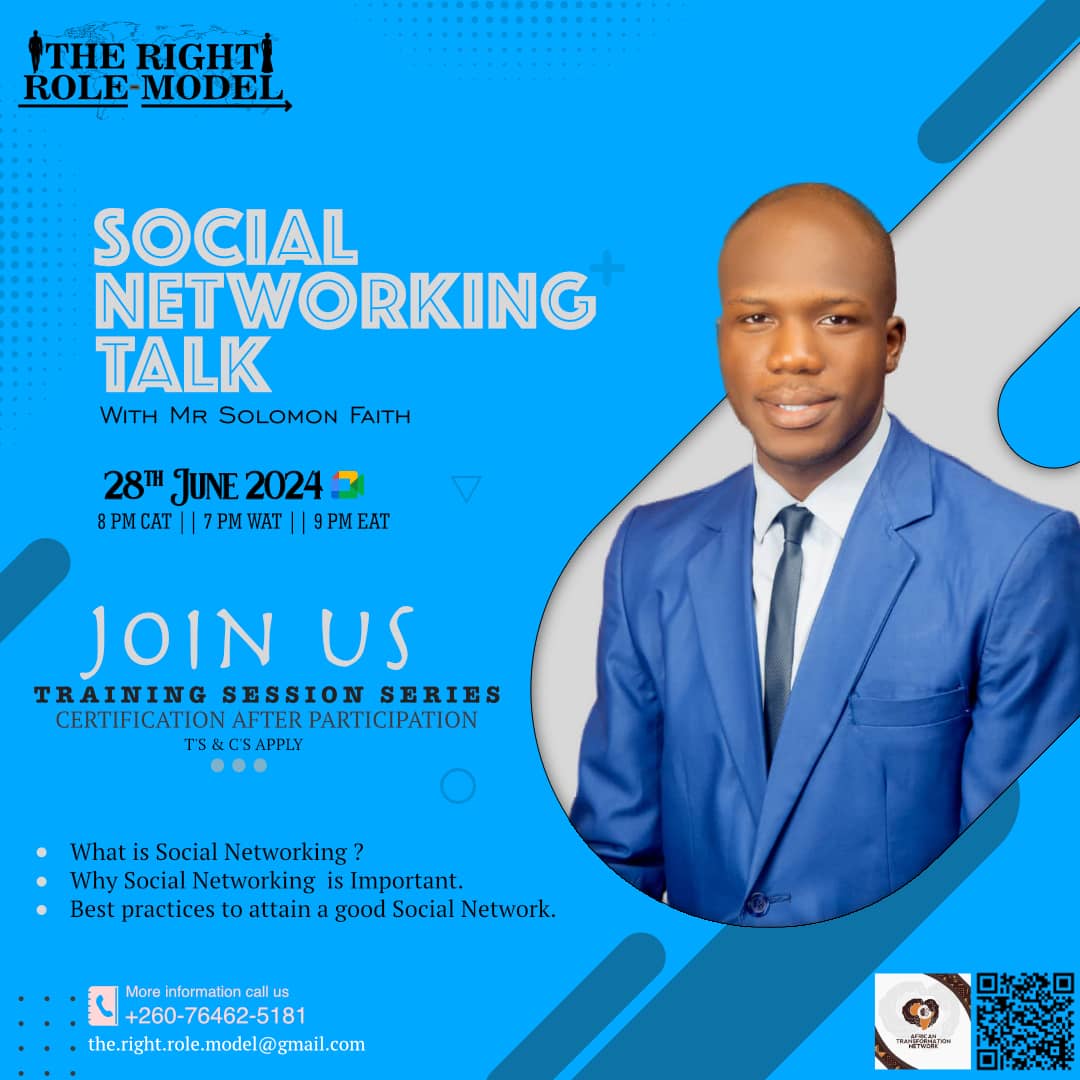 THE RIGHT
ROLE-MODEL
SOCIAL
NETWORKING
TALK
With Mr Solomon Faith
28TH June 2024
8 PM CAT || 7 PM WAT || 9 PM EAT
JOIN US
TRAINING SESSION SERIES
CERTIFICATION AFTER PARTICIPATION
T'S & C'S APPLY
What is Social Networking ?
Why Social Networking is Important.
Best practices to attain a good Social Network.
More information call us
+260-76462-5181
the.right.role.model@gmail.com
AFRICAN
TRANSFORMATION
NETWORK